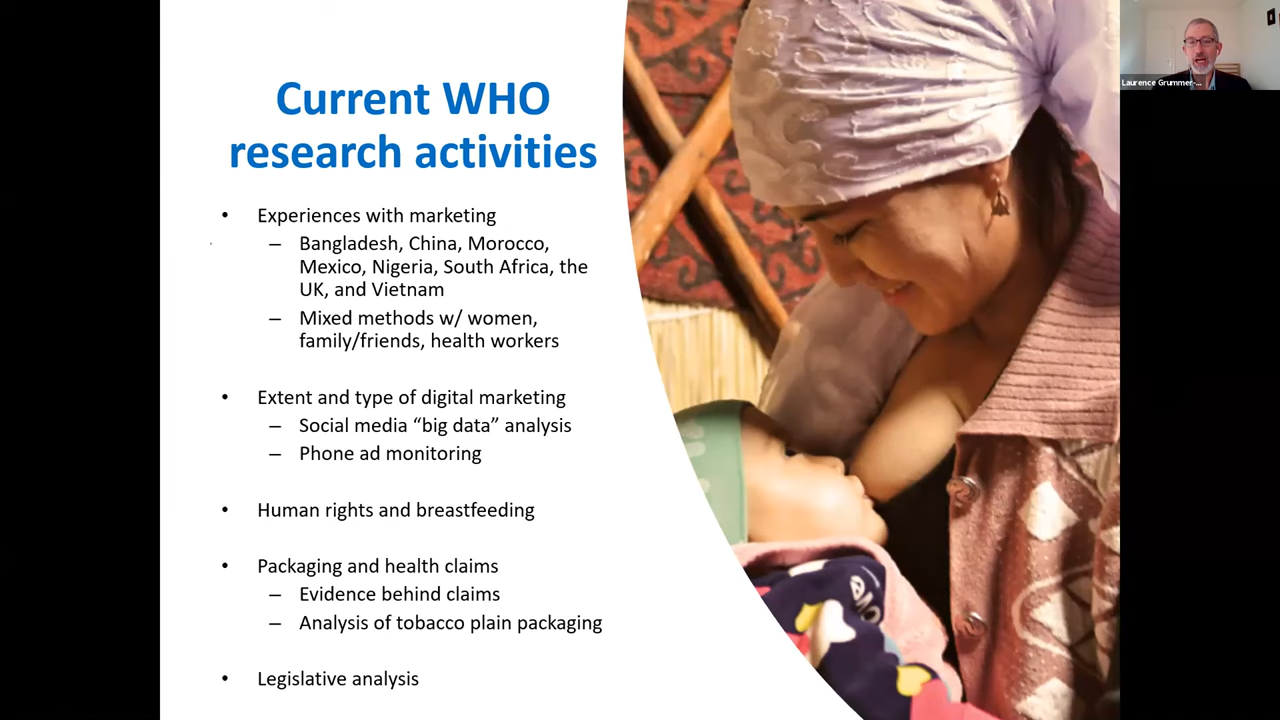 Current WHO
research activities
• Experiences with marketing
– Bangladesh, China, Morocco,
Mexico, Nigeria, South Africa, the
UK, and Vietnam
– Mixed methods w/ women,
family/friends, health workers
• Extent and type of digital marketing
– Social media “big data” analysis
– Phone ad monitoring
• Human rights and breastfeeding
• Packaging and health claims
– Evidence behind claims
– Analysis of tobacco plain packaging
• Legislative analysis
Laurence Grummer-...